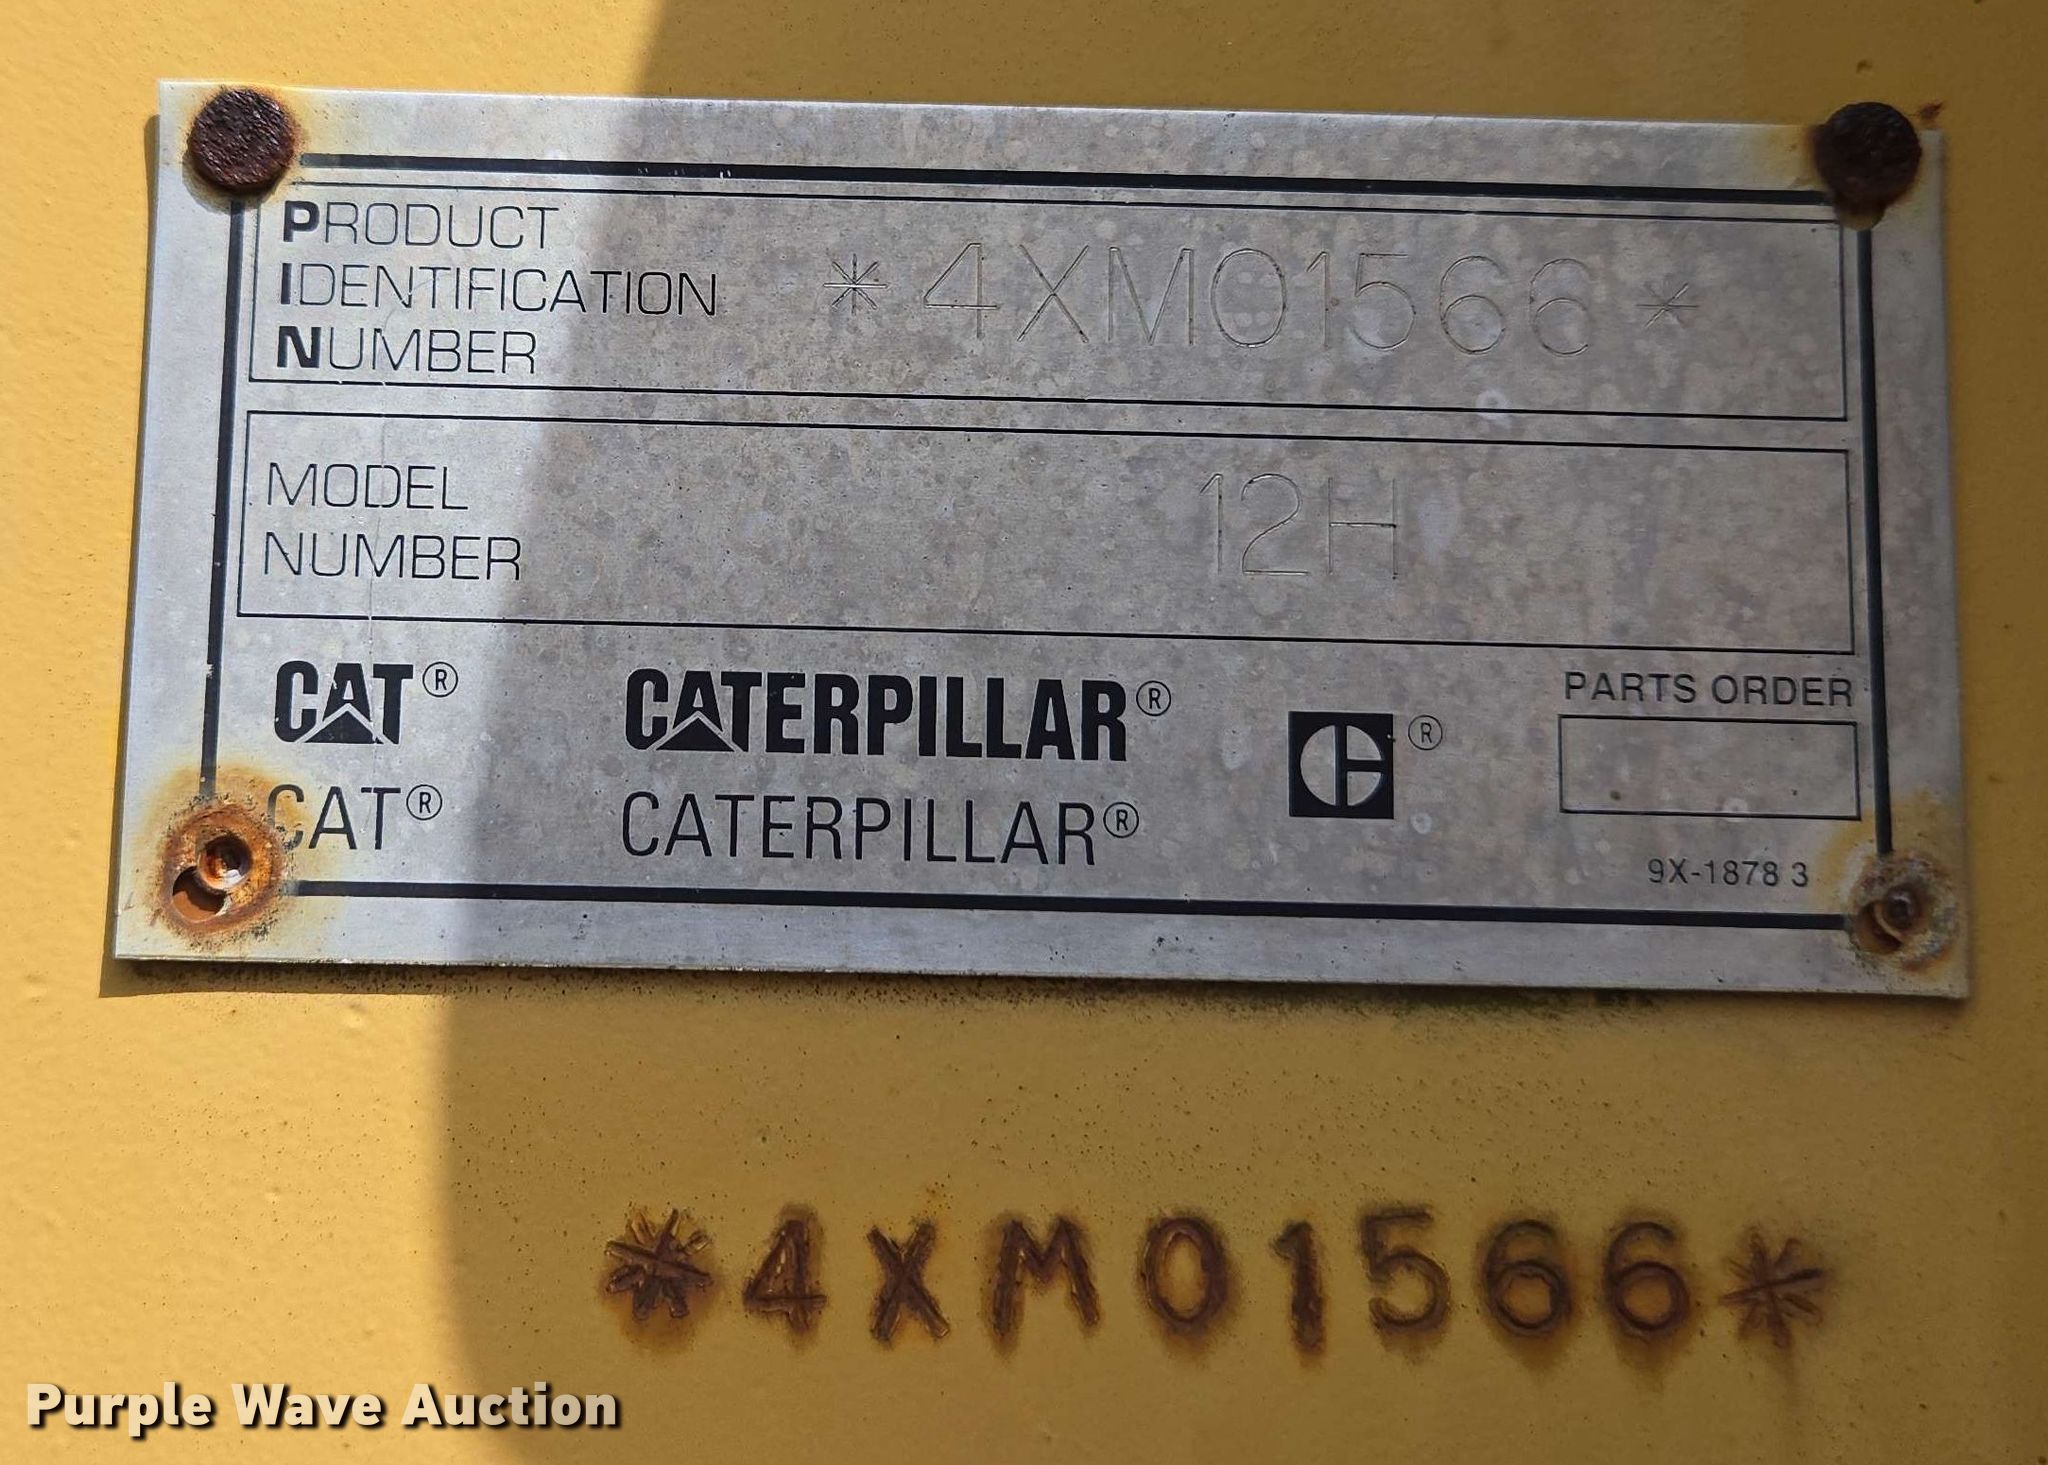 PRODUCT
IDENTIFICATION
NUMBER
*4XM01566*
MODEL
NUMBER
12H
CAT®
CATERPILLAR®
®
PARTS ORDER
CAT®
CATERPILLAR®
9X-1878 3
*4XM01566*
Purple Wave Auction